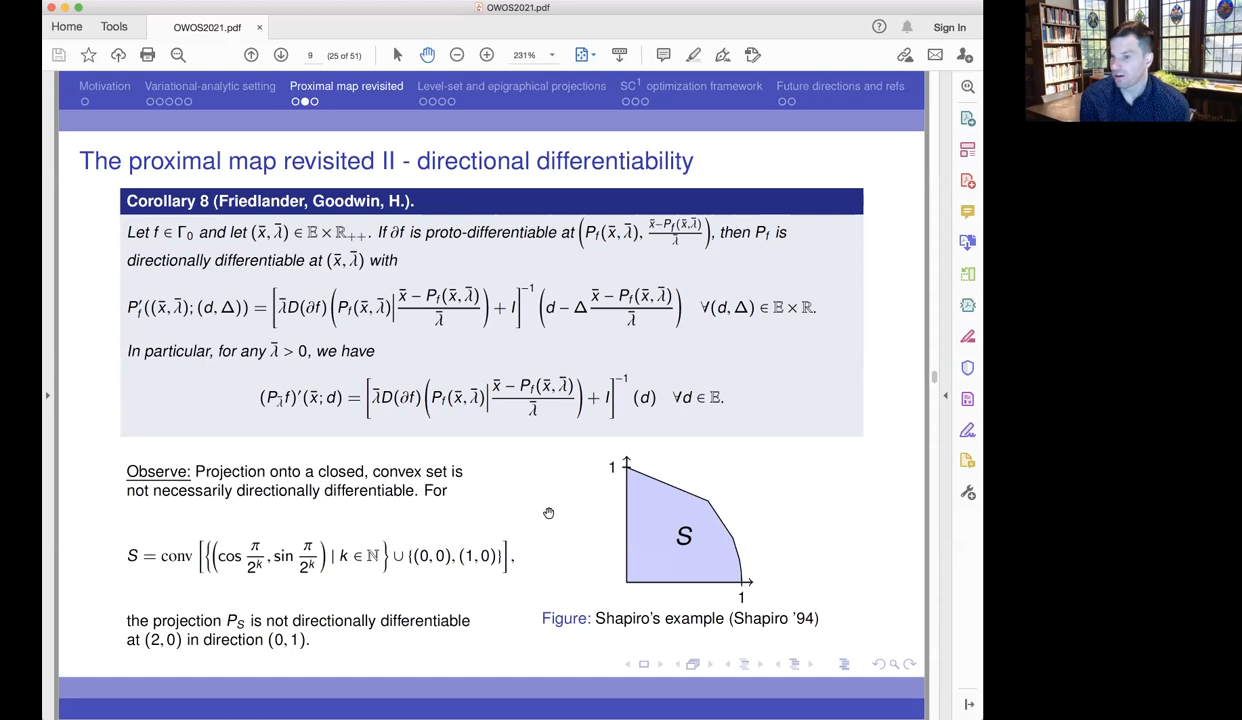 OWOS2021.pdf
Home Tools OWOS2021.pdf × Sign In
9 (25 of 51) 231%
Motivation Variational-analytic setting Proximal map revisited Level-set and epigraphical projections SC¹ optimization framework Future directions and refs
The proximal map revisited II - directional differentiability
Corollary 8 (Friedlander, Goodwin, H.).
Let f ∈ Γ₀ and let (x̄, λ̄) ∈ 𝔼 × ℝ₊₊. If ∂f is proto-differentiable at (P_f(x̄, λ̄), (x̄−P_f(x̄,λ̄))/λ̄), then P_f is
directionally differentiable at (x̄, λ̄) with
P′_f((x̄, λ̄); (d, Δ)) = [λ̄D(∂f)(P_f(x̄, λ̄)|(x̄ − P_f(x̄, λ̄))/λ̄) + I]⁻¹ (d − Δ (x̄ − P_f(x̄, λ̄))/λ̄) ∀(d, Δ) ∈ 𝔼 × ℝ.
In particular, for any λ̄ > 0, we have
(P_λ̄ f)′(x̄; d) = [λ̄D(∂f)(P_f(x̄, λ̄)|(x̄ − P_f(x̄, λ̄))/λ̄) + I]⁻¹ (d) ∀d ∈ 𝔼.
Observe: Projection onto a closed, convex set is
not necessarily directionally differentiable. For
S = conv [{(cos π/2ᵏ, sin π/2ᵏ) | k ∈ ℕ} ∪ {(0, 0), (1, 0)}],
the projection P_S is not directionally differentiable
at (2, 0) in direction (0, 1).
1
S
1
Figure: Shapiro's example (Shapiro '94)